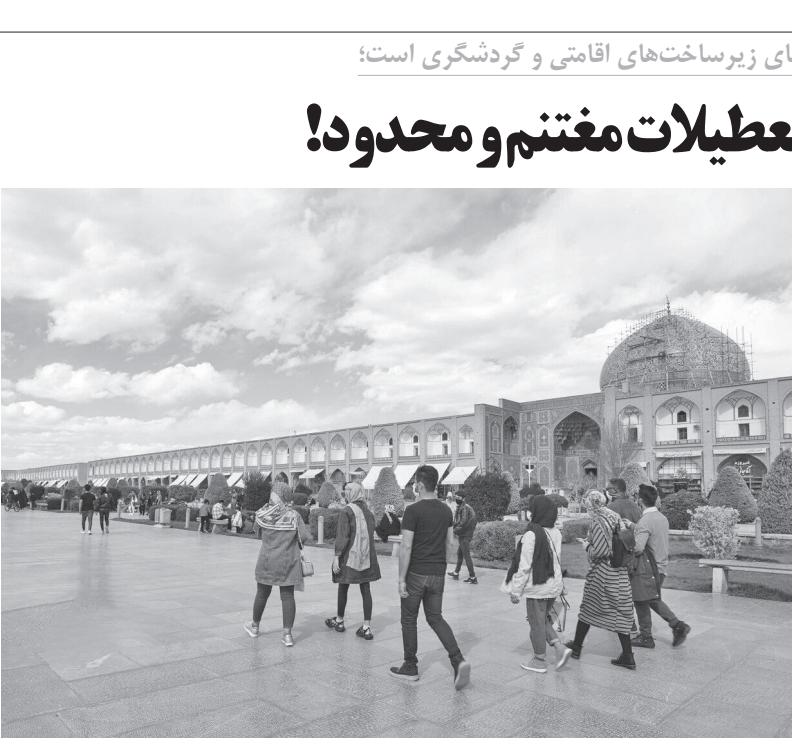 ای زیرساخت‌های اقامتی و گردشگری است؛
عطیلات مغتنم و محدود!